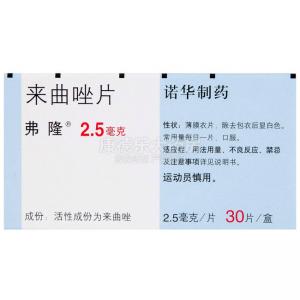 来曲唑片
弗隆® 2.5毫克
成份：活性成份为来曲唑
诺华制药
性状：薄膜衣片，除去包衣后显白色。
常用量每日一片，口服。
适应症、用法用量、不良反应、禁忌
及注意事项详见说明书。
运动员慎用。
2.5毫克/片 30片/盒